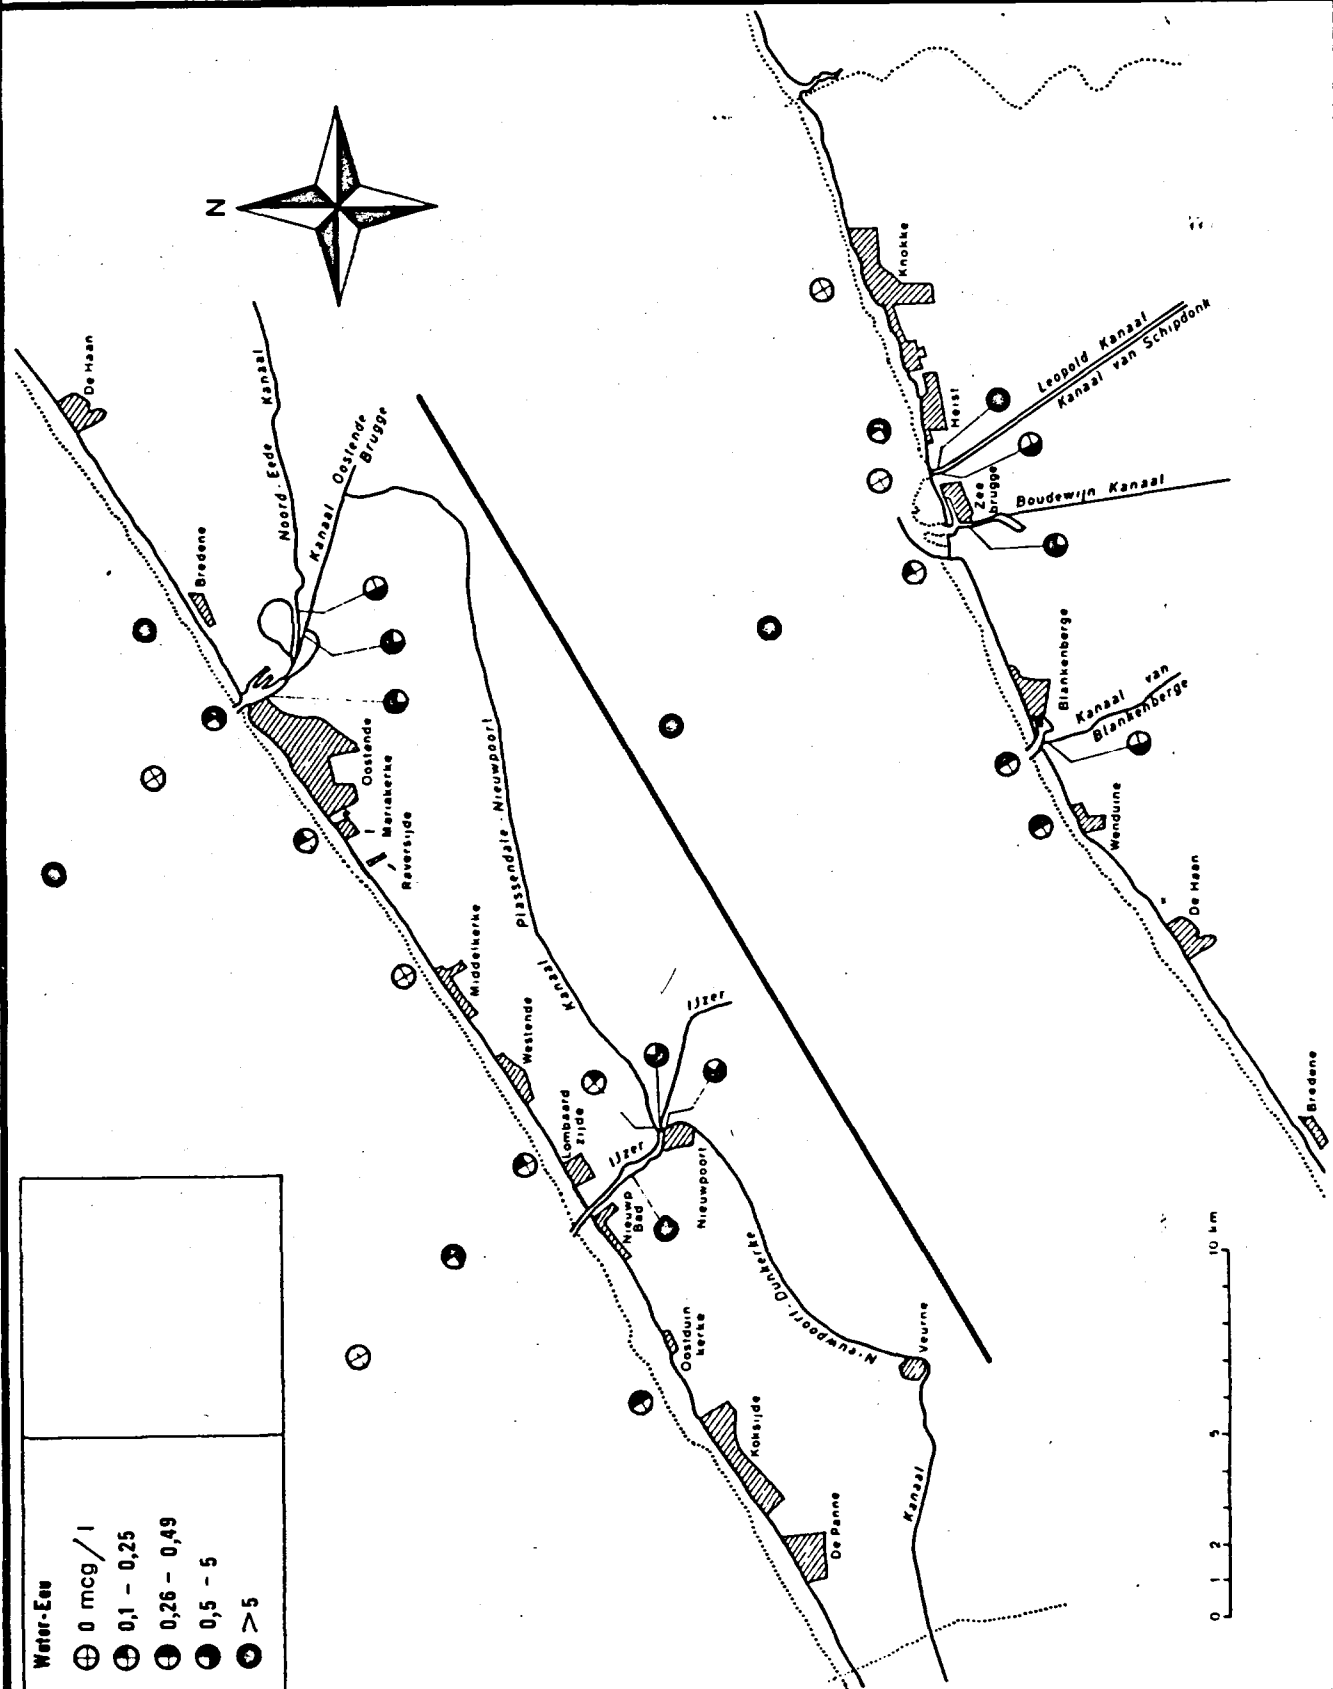 Water-Eau
0 mcg/l
0,1 - 0,25
0,26 - 0,49
0,5 - 5
>5
N
De Haan
Bredene
Noord-Eede Kanaal
Kanaal Oostende
Brugge
Oostende
Mariakerke
Raversijde
Middelkerke
Westende
Lombaard
zijde
IJzer
Nieuwp
Bad
Nieuwpoort
IJzer
Kanaal Plassendale - Nieuwpoort
Oostduin
kerke
Koksijde
De Panne
Veurne
Kanaal Nieuwpoort - Dunkerke
Knokke
Heist
Leopold Kanaal
Kanaal van Schipdonk
Zee
brugge
Boudewijn Kanaal
Blankenberge
Kanaal van
Blankenberge
Wenduine
De Haan
Bredene
0 1 2 5 10 km